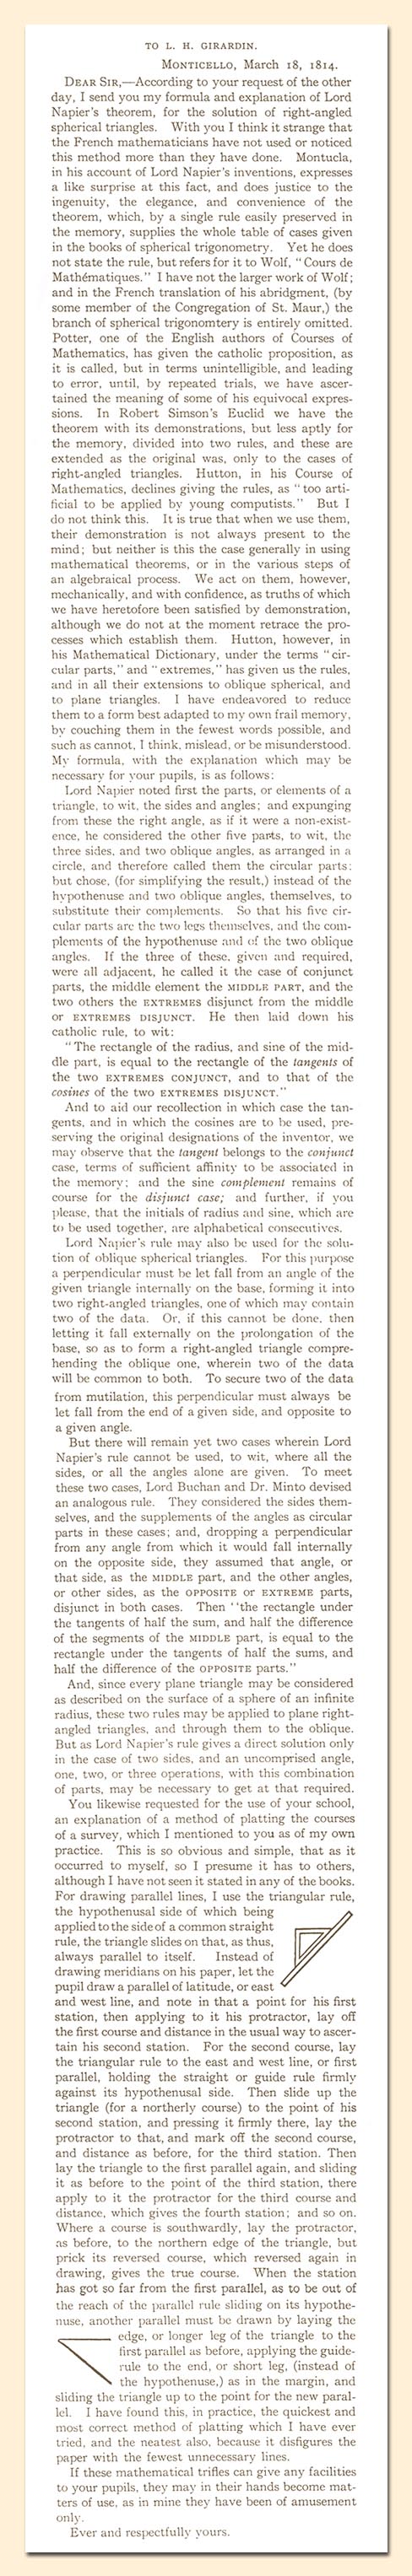 TO L. H. GIRARDIN.
MONTICELLO, March 18, 1814.
DEAR SIR,—According to your request of the other
day, I send you my formula and explanation of Lord
Napier's theorem, for the solution of right-angled
spherical triangles. With you I think it strange that
the French mathematicians have not used or noticed
this method more than they have done. Montucla,
in his account of Lord Napier's inventions, expresses
a like surprise at this fact, and does justice to the
ingenuity, the elegance, and convenience of the
theorem, which, by a single rule easily preserved in
the memory, supplies the whole table of cases given
in the books of spherical trigonometry. Yet he does
not state the rule, but refers for it to Wolf, "Cours de
Mathématiques." I have not the larger work of Wolf;
and in the French translation of his abridgment, (by
some member of the Congregation of St. Maur,) the
branch of spherical trigonomtery is entirely omitted.
Potter, one of the English authors of Courses of
Mathematics, has given the catholic proposition, as
it is called, but in terms unintelligible, and leading
to error, until, by repeated trials, we have ascer-
tained the meaning of some of his equivocal expres-
sions. In Robert Simson's Euclid we have the
theorem with its demonstrations, but less aptly for
the memory, divided into two rules, and these are
extended as the original was, only to the cases of
right-angled triangles. Hutton, in his Course of
Mathematics, declines giving the rules, as "too arti-
ficial to be applied by young computists." But I
do not think this. It is true that when we use them,
their demonstration is not always present to the
mind; but neither is this the case generally in using
mathematical theorems, or in the various steps of
an algebraical process. We act on them, however,
mechanically, and with confidence, as truths of which
we have heretofore been satisfied by demonstration,
although we do not at the moment retrace the pro-
cesses which establish them. Hutton, however, in
his Mathematical Dictionary, under the terms "cir-
cular parts," and "extremes," has given us the rules,
and in all their extensions to oblique spherical, and
to plane triangles. I have endeavored to reduce
them to a form best adapted to my own frail memory,
by couching them in the fewest words possible, and
such as cannot, I think, mislead, or be misunderstood.
My formula, with the explanation which may be
necessary for your pupils, is as follows:
Lord Napier noted first the parts, or elements of a
triangle, to wit, the sides and angles; and expunging
from these the right angle, as if it were a non-exist-
ence, he considered the other five parts, to wit, the
three sides, and two oblique angles, as arranged in a
circle, and therefore called them the circular parts;
but chose, (for simplifying the result,) instead of the
hypothenuse and two oblique angles, themselves, to
substitute their complements. So that his five cir-
cular parts are the two legs themselves, and the com-
plements of the hypothenuse and of the two oblique
angles. If the three of these, given and required,
were all adjacent, he called it the case of conjunct
parts, the middle element the MIDDLE PART, and the
two others the EXTREMES disjunct from the middle
or EXTREMES DISJUNCT. He then laid down his
catholic rule, to wit:
"The rectangle of the radius, and sine of the mid-
dle part, is equal to the rectangle of the tangents of
the two EXTREMES CONJUNCT, and to that of the
cosines of the two EXTREMES DISJUNCT."
And to aid our recollection in which case the tan-
gents, and in which the cosines are to be used, pre-
serving the original designations of the inventor, we
may observe that the tangent belongs to the conjunct
case, terms of sufficient affinity to be associated in
the memory; and the sine complement remains of
course for the disjunct case; and further, if you
please, that the initials of radius and sine, which are
to be used together, are alphabetical consecutives.
Lord Napier's rule may also be used for the solu-
tion of oblique spherical triangles. For this purpose
a perpendicular must be let fall from an angle of the
given triangle internally on the base, forming it into
two right-angled triangles, one of which may contain
two of the data. Or, if this cannot be done, then
letting it fall externally on the prolongation of the
base, so as to form a right-angled triangle compre-
hending the oblique one, wherein two of the data
will be common to both. To secure two of the data
from mutilation, this perpendicular must always be
let fall from the end of a given side, and opposite to
a given angle.
But there will remain yet two cases wherein Lord
Napier's rule cannot be used, to wit, where all the
sides, or all the angles alone are given. To meet
these two cases, Lord Buchan and Dr. Minto devised
an analogous rule. They considered the sides them-
selves, and the supplements of the angles as circular
parts in these cases; and, dropping a perpendicular
from any angle from which it would fall internally
on the opposite side, they assumed that angle, or
that side, as the MIDDLE part, and the other angles,
or other sides, as the OPPOSITE or EXTREME parts,
disjunct in both cases. Then "the rectangle under
the tangents of half the sum, and half the difference
of the segments of the MIDDLE part, is equal to the
rectangle under the tangents of half the sums, and
half the difference of the OPPOSITE parts."
And, since every plane triangle may be considered
as described on the surface of a sphere of an infinite
radius, these two rules may be applied to plane right-
angled triangles, and through them to the oblique.
But as Lord Napier's rule gives a direct solution only
in the case of two sides, and an uncomprised angle,
one, two, or three operations, with this combination
of parts, may be necessary to get at that required.
You likewise requested for the use of your school,
an explanation of a method of platting the courses
of a survey, which I mentioned to you as of my own
practice. This is so obvious and simple, that as it
occurred to myself, so I presume it has to others,
although I have not seen it stated in any of the books.
For drawing parallel lines, I use the triangular rule,
the hypothenusal side of which being
applied to the side of a common straight
rule, the triangle slides on that, as thus,
always parallel to itself. Instead of
drawing meridians on his paper, let the
pupil draw a parallel of latitude, or east
and west line, and note in that a point for his first
station, then applying to it his protractor, lay off
the first course and distance in the usual way to ascer-
tain his second station. For the second course, lay
the triangular rule to the east and west line, or first
parallel, holding the straight or guide rule firmly
against its hypothenusal side. Then slide up the
triangle (for a northerly course) to the point of his
second station, and pressing it firmly there, lay the
protractor to that, and mark off the second course,
and distance as before, for the third station. Then
lay the triangle to the first parallel again, and sliding
it as before to the point of the third station, there
apply to it the protractor for the third course and
distance, which gives the fourth station; and so on.
Where a course is southwardly, lay the protractor,
as before, to the northern edge of the triangle, but
prick its reversed course, which reversed again in
drawing, gives the true course. When the station
has got so far from the first parallel, as to be out of
the reach of the parallel rule sliding on its hypothe-
nuse, another parallel must be drawn by laying the
edge, or longer leg of the triangle to the
first parallel as before, applying the guide-
rule to the end, or short leg, (instead of
the hypothenuse,) as in the margin, and
sliding the triangle up to the point for the new paral-
lel. I have found this, in practice, the quickest and
most correct method of platting which I have ever
tried, and the neatest also, because it disfigures the
paper with the fewest unnecessary lines.
If these mathematical trifles can give any facilities
to your pupils, they may in their hands become mat-
ters of use, as in mine they have been of amusement
only.
Ever and respectfully yours.